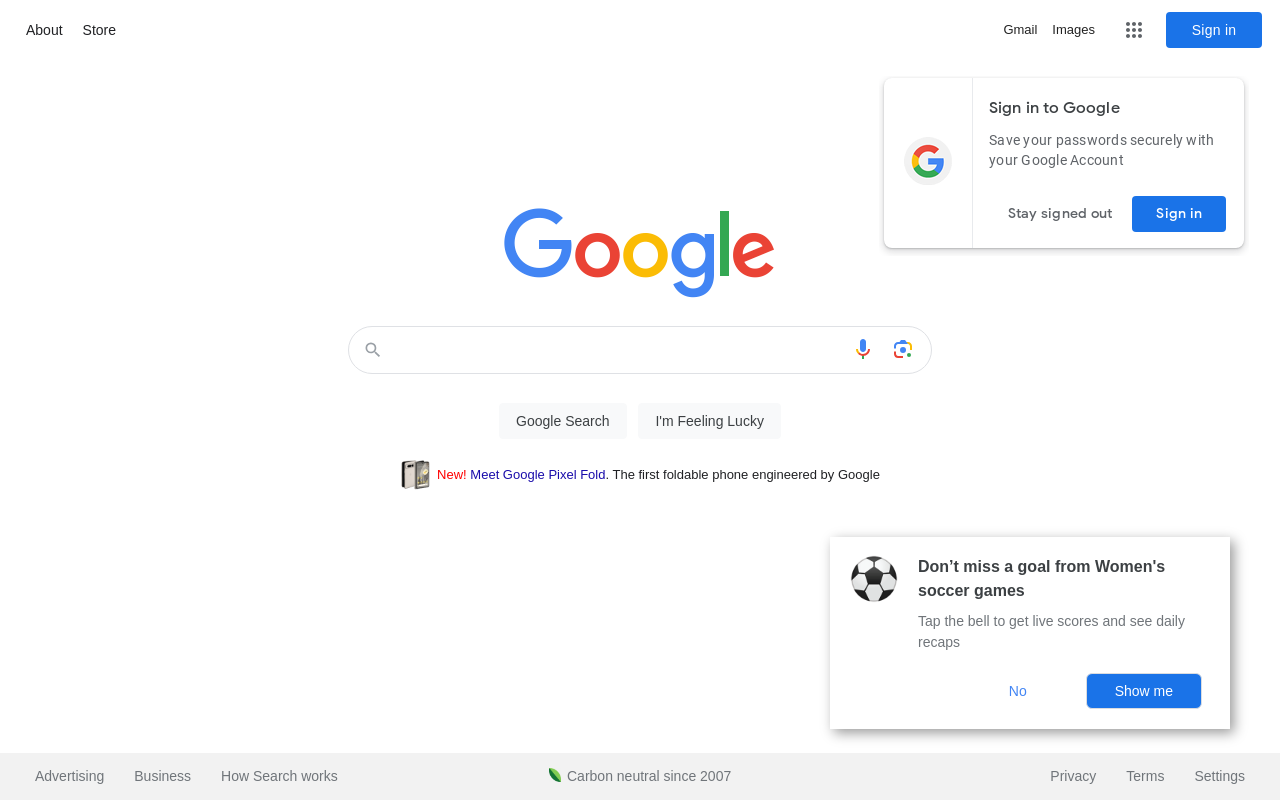 About Store Gmail Images Sign in
Sign in to Google
Save your passwords securely with
your Google Account
Stay signed out Sign in
Google
Google Search I'm Feeling Lucky
New! Meet Google Pixel Fold. The first foldable phone engineered by Google
Don’t miss a goal from Women's
soccer games
Tap the bell to get live scores and see daily
recaps
No Show me
Advertising Business How Search works Carbon neutral since 2007 Privacy Terms Settings